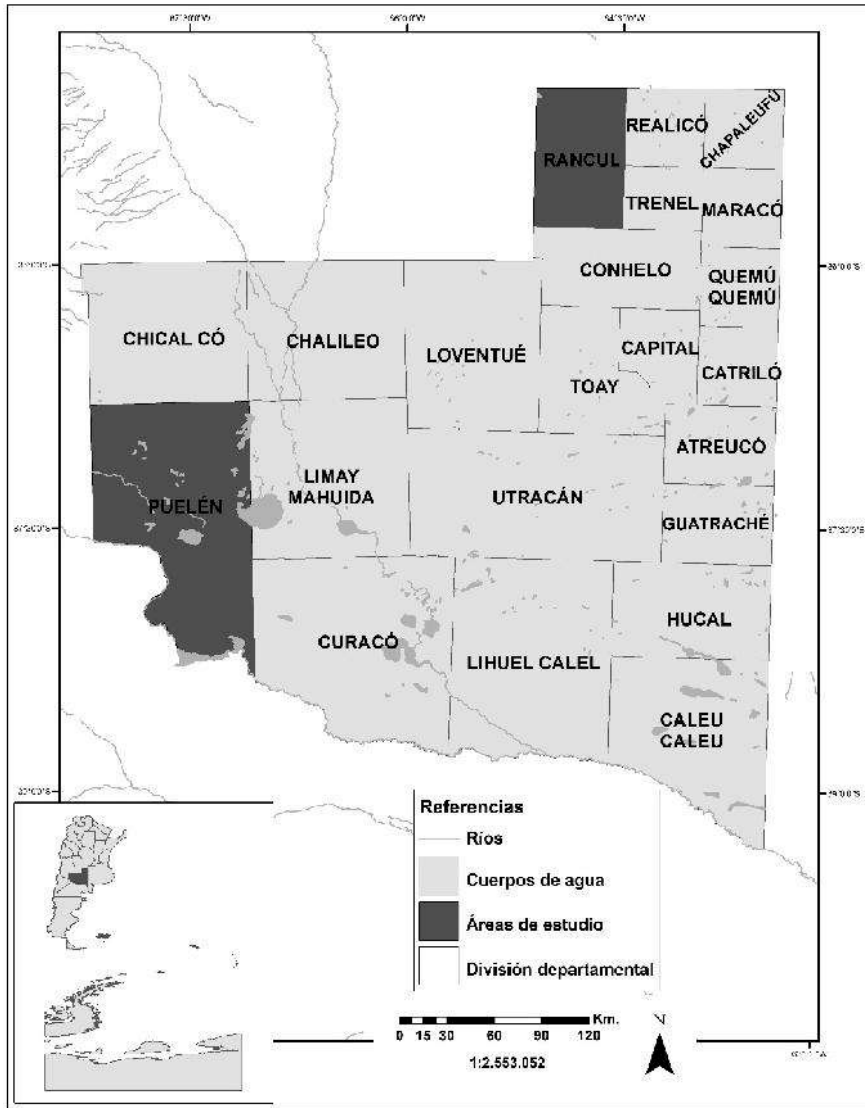 REALICÓ
CHAPALEUFÚ
RANCUL
TRENEL
MARACÓ
CONHELO
QUEMÚ
QUEMÚ
CHICAL CÓ
CHALILEO
LOVENTUÉ
CAPITAL
TOAY
CATRILÓ
ATREUCÓ
LIMAY
MAHUIDA
PUELÉN
UTRACÁN
GUATRACHÉ
HUCAL
CURACÓ
LIHUEL CALEL
CALEU
CALEU
Referencias
Ríos
Cuerpos de agua
Áreas de estudio
División departamental
Km.
N
0 15 30 60 90 120
1:2.553.052